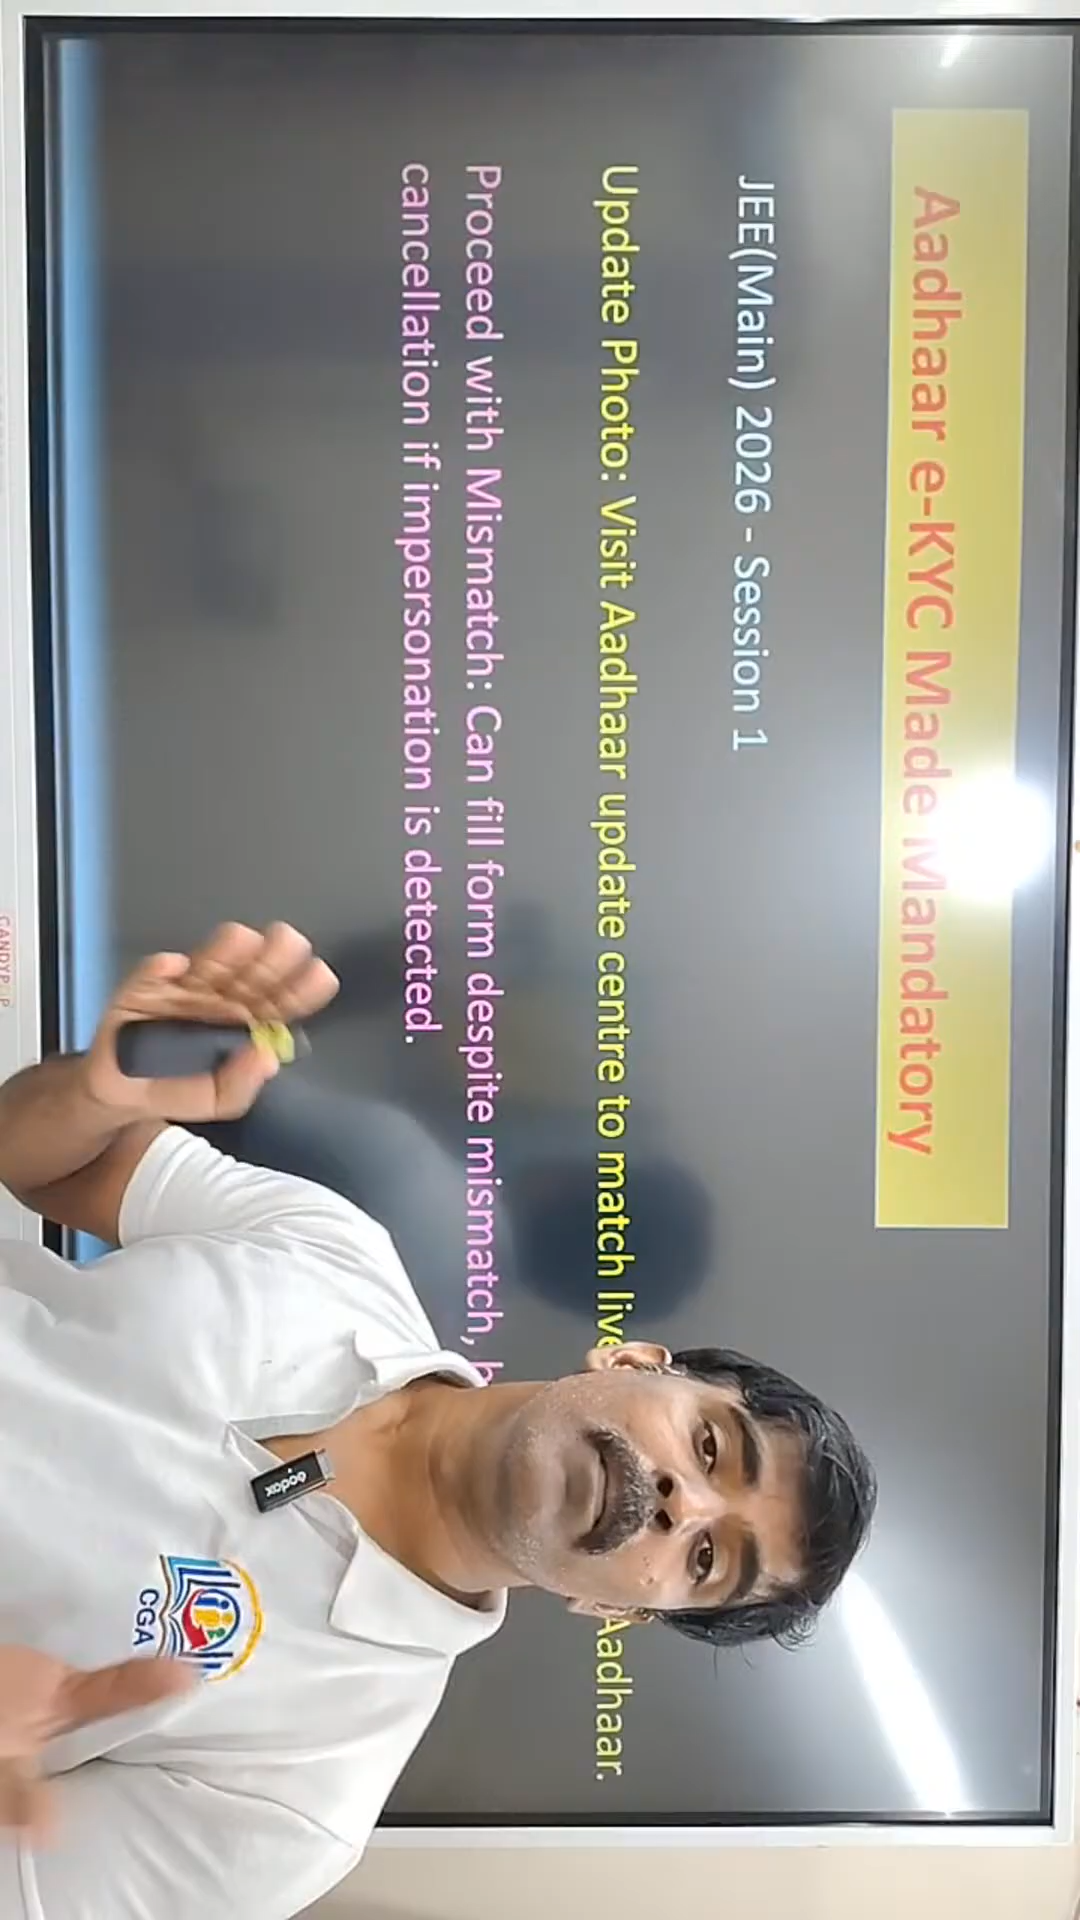 Aadhaar e-KYC Made Mandatory
JEE(Main) 2026 - Session 1
Update Photo: Visit Aadhaar update centre to match live Aadhaar.
Proceed with Mismatch: Can fill form despite mismatch,
cancellation if impersonation is detected.
Godox
CGA